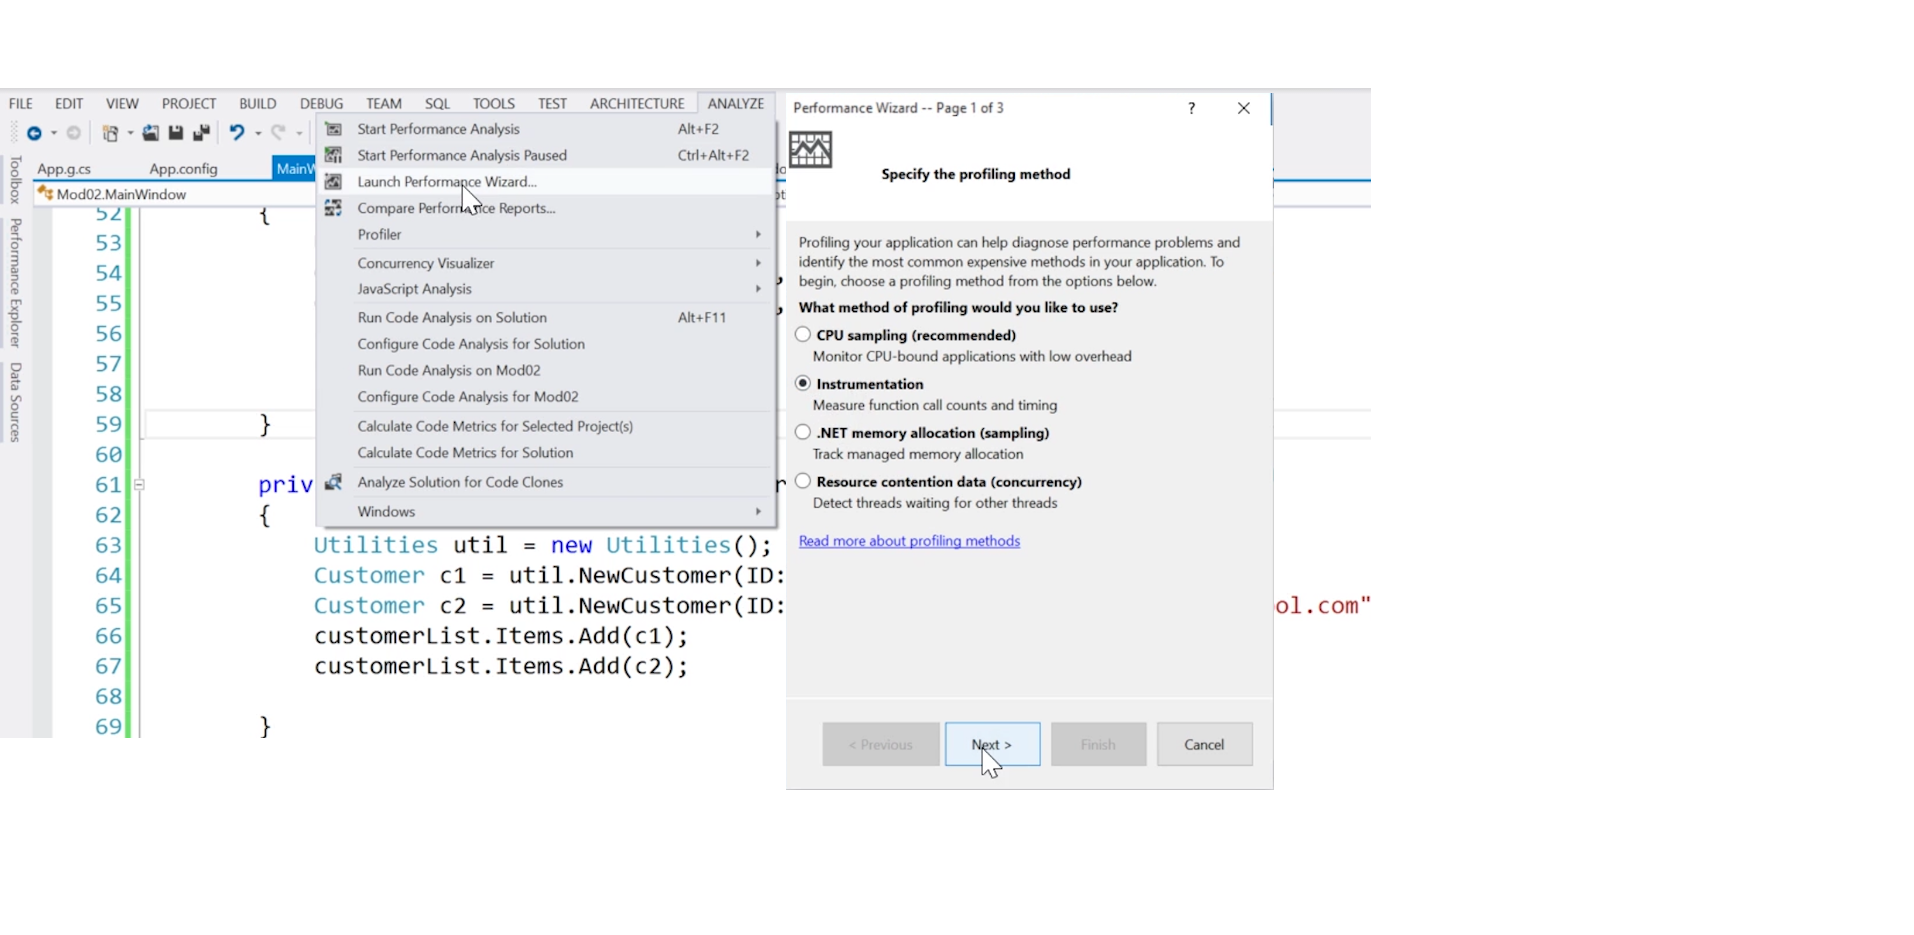 FILE EDIT VIEW PROJECT BUILD DEBUG TEAM SQL TOOLS TEST ARCHITECTURE ANALYZE
App.g.cs App.config MainW
Mod02.MainWindow
Toolbox
Performance Explorer
Data Sources
Start Performance Analysis Alt+F2
Start Performance Analysis Paused Ctrl+Alt+F2
Launch Performance Wizard...
Compare Performance Reports...
Profiler
Concurrency Visualizer
JavaScript Analysis
Run Code Analysis on Solution Alt+F11
Configure Code Analysis for Solution
Run Code Analysis on Mod02
Configure Code Analysis for Mod02
Calculate Code Metrics for Selected Project(s)
Calculate Code Metrics for Solution
Analyze Solution for Code Clones
Windows
52 {
53
54
55
56
57
58
59 }
60
61 priv
62 {
63 Utilities util = new Utilities();
64 Customer c1 = util.NewCustomer(ID:
65 Customer c2 = util.NewCustomer(ID: ol.com"
66 customerList.Items.Add(c1);
67 customerList.Items.Add(c2);
68
69 }
Performance Wizard -- Page 1 of 3 ?
Specify the profiling method
Profiling your application can help diagnose performance problems and
identify the most common expensive methods in your application. To
begin, choose a profiling method from the options below.
What method of profiling would you like to use?
CPU sampling (recommended)
Monitor CPU-bound applications with low overhead
Instrumentation
Measure function call counts and timing
.NET memory allocation (sampling)
Track managed memory allocation
Resource contention data (concurrency)
Detect threads waiting for other threads
Read more about profiling methods
< Previous Next > Finish Cancel